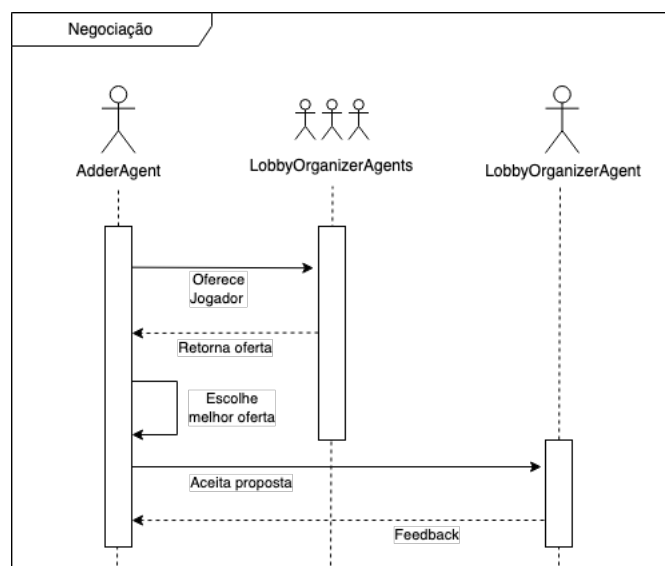 Negociação
AdderAgent
LobbyOrganizerAgents
LobbyOrganizerAgent
Oferece
Jogador
Retorna oferta
Escolhe
melhor oferta
Aceita proposta
Feedback